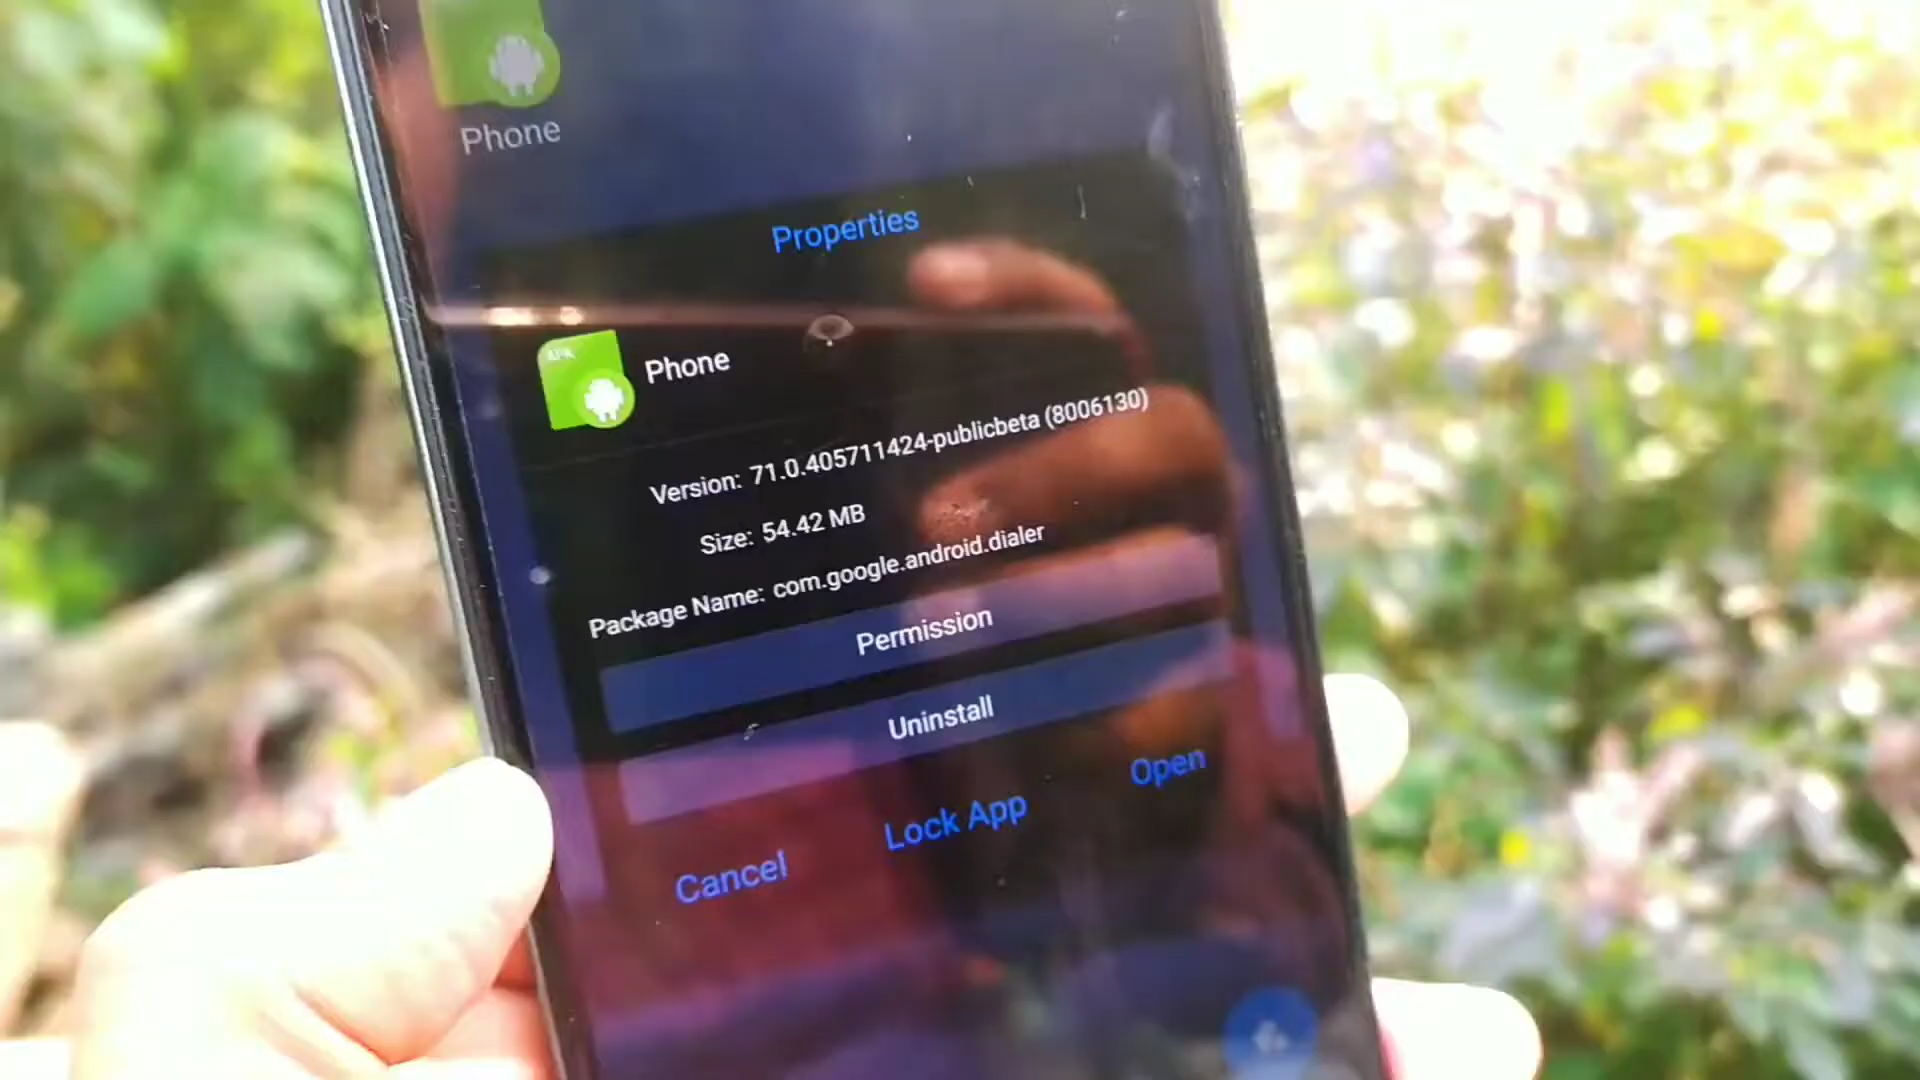 Phone
Properties
APK
Phone
Version: 71.0.405711424-publicbeta (8006130)
Size: 54.42 MB
Package Name: com.google.android.dialer
Permission
Uninstall
Cancel
Lock App
Open